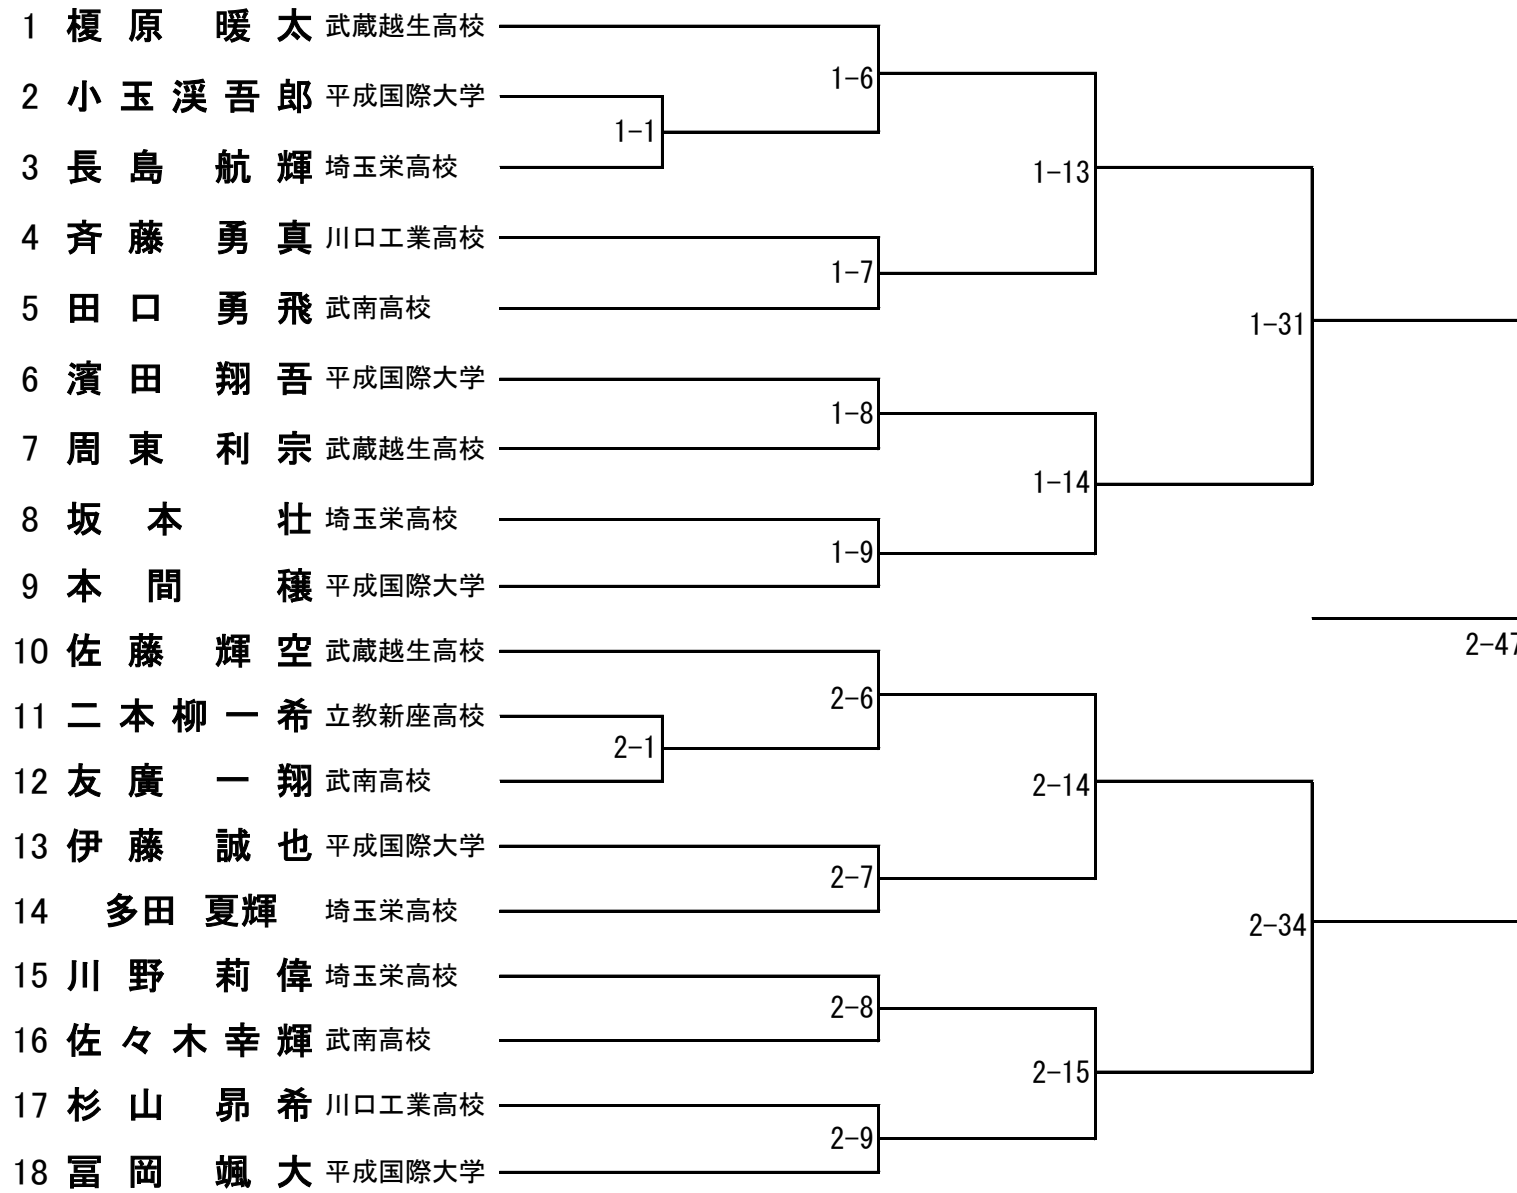 1 榎原 暖太 武蔵越生高校
1-6
2 小玉渓吾郎 平成国際大学
1-1
3 長島 航輝 埼玉栄高校
1-13
4 斉藤 勇真 川口工業高校
1-7
5 田口 勇飛 武南高校
1-31
6 濱田 翔吾 平成国際大学
1-8
7 周東 利宗 武蔵越生高校
1-14
8 坂本 壮 埼玉栄高校
1-9
9 本間 穣 平成国際大学
10 佐藤 輝空 武蔵越生高校
2-47
2-6
11 二本柳一希 立教新座高校
2-1
12 友廣 一翔 武南高校
2-14
13 伊藤 誠也 平成国際大学
2-7
14 多田 夏輝 埼玉栄高校
2-34
15 川野 莉偉 埼玉栄高校
2-8
16 佐々木幸輝 武南高校
2-15
17 杉山 昴希 川口工業高校
2-9
18 冨岡 颯大 平成国際大学